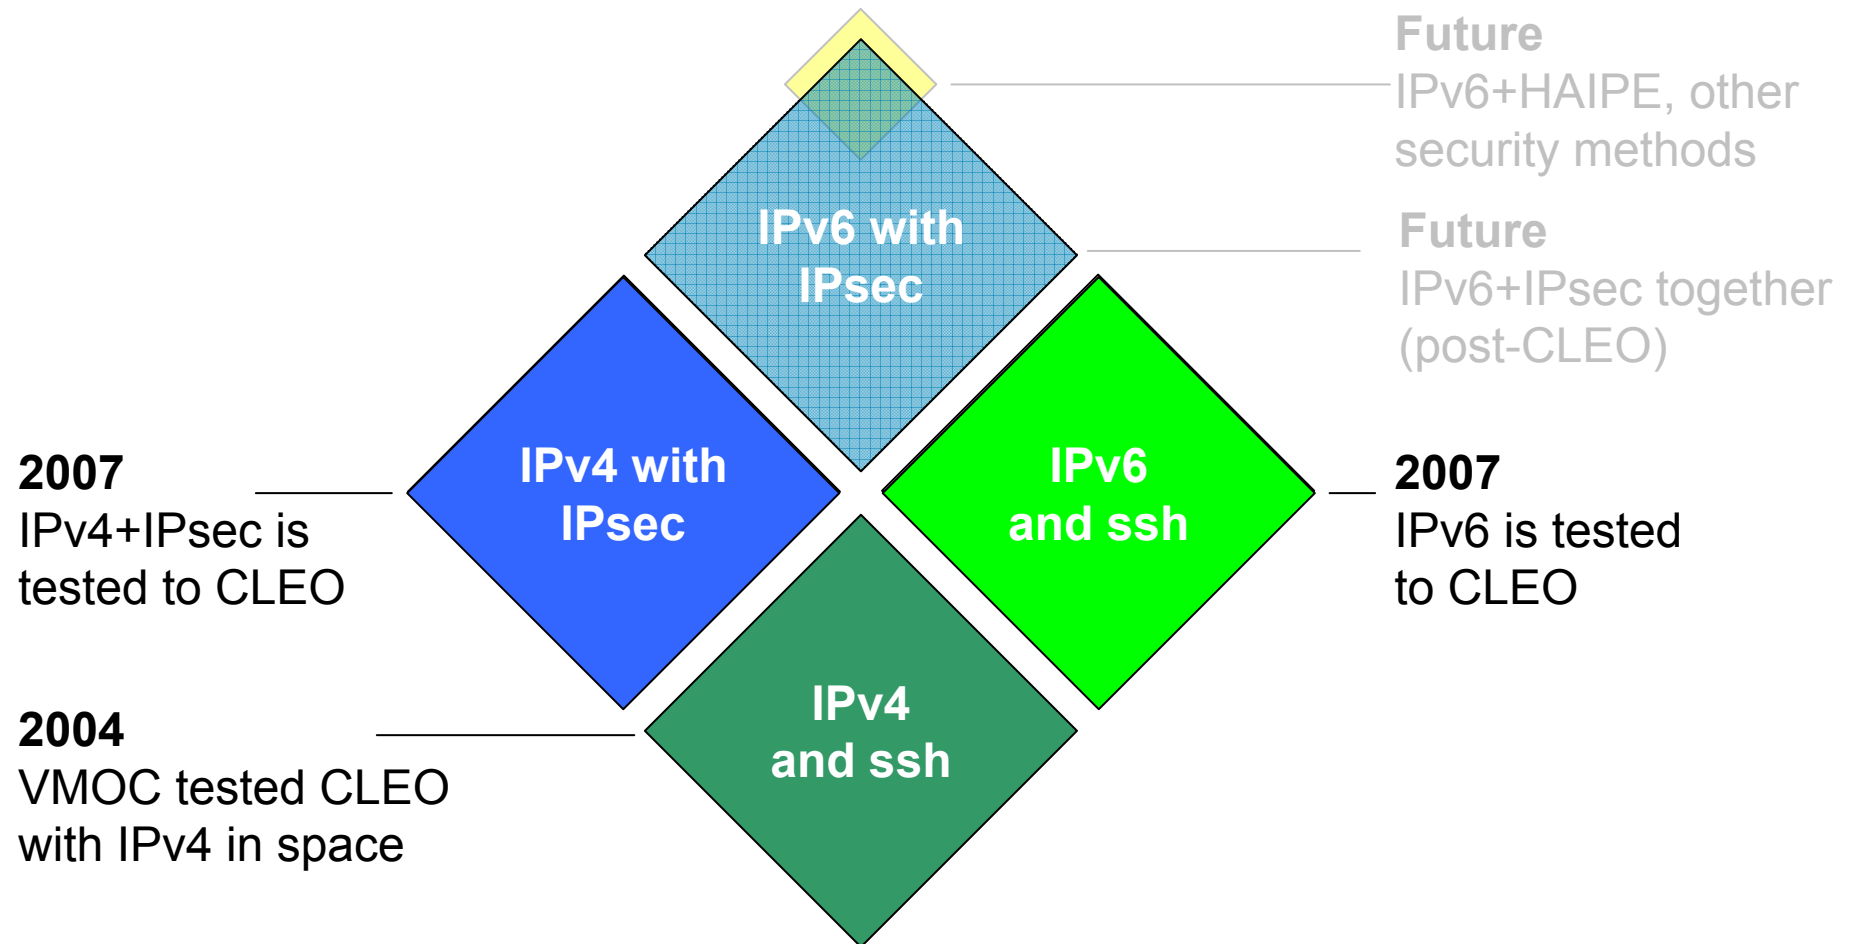 Future
IPv6+HAIPE, other
security methods
IPv6 with
IPsec
Future
IPv6+IPsec together
(post-CLEO)
2007
IPv4+IPsec is
tested to CLEO
IPv4 with
IPsec
IPv6
and ssh
2007
IPv6 is tested
to CLEO
2004
VMOC tested CLEO
with IPv4 in space
IPv4
and ssh